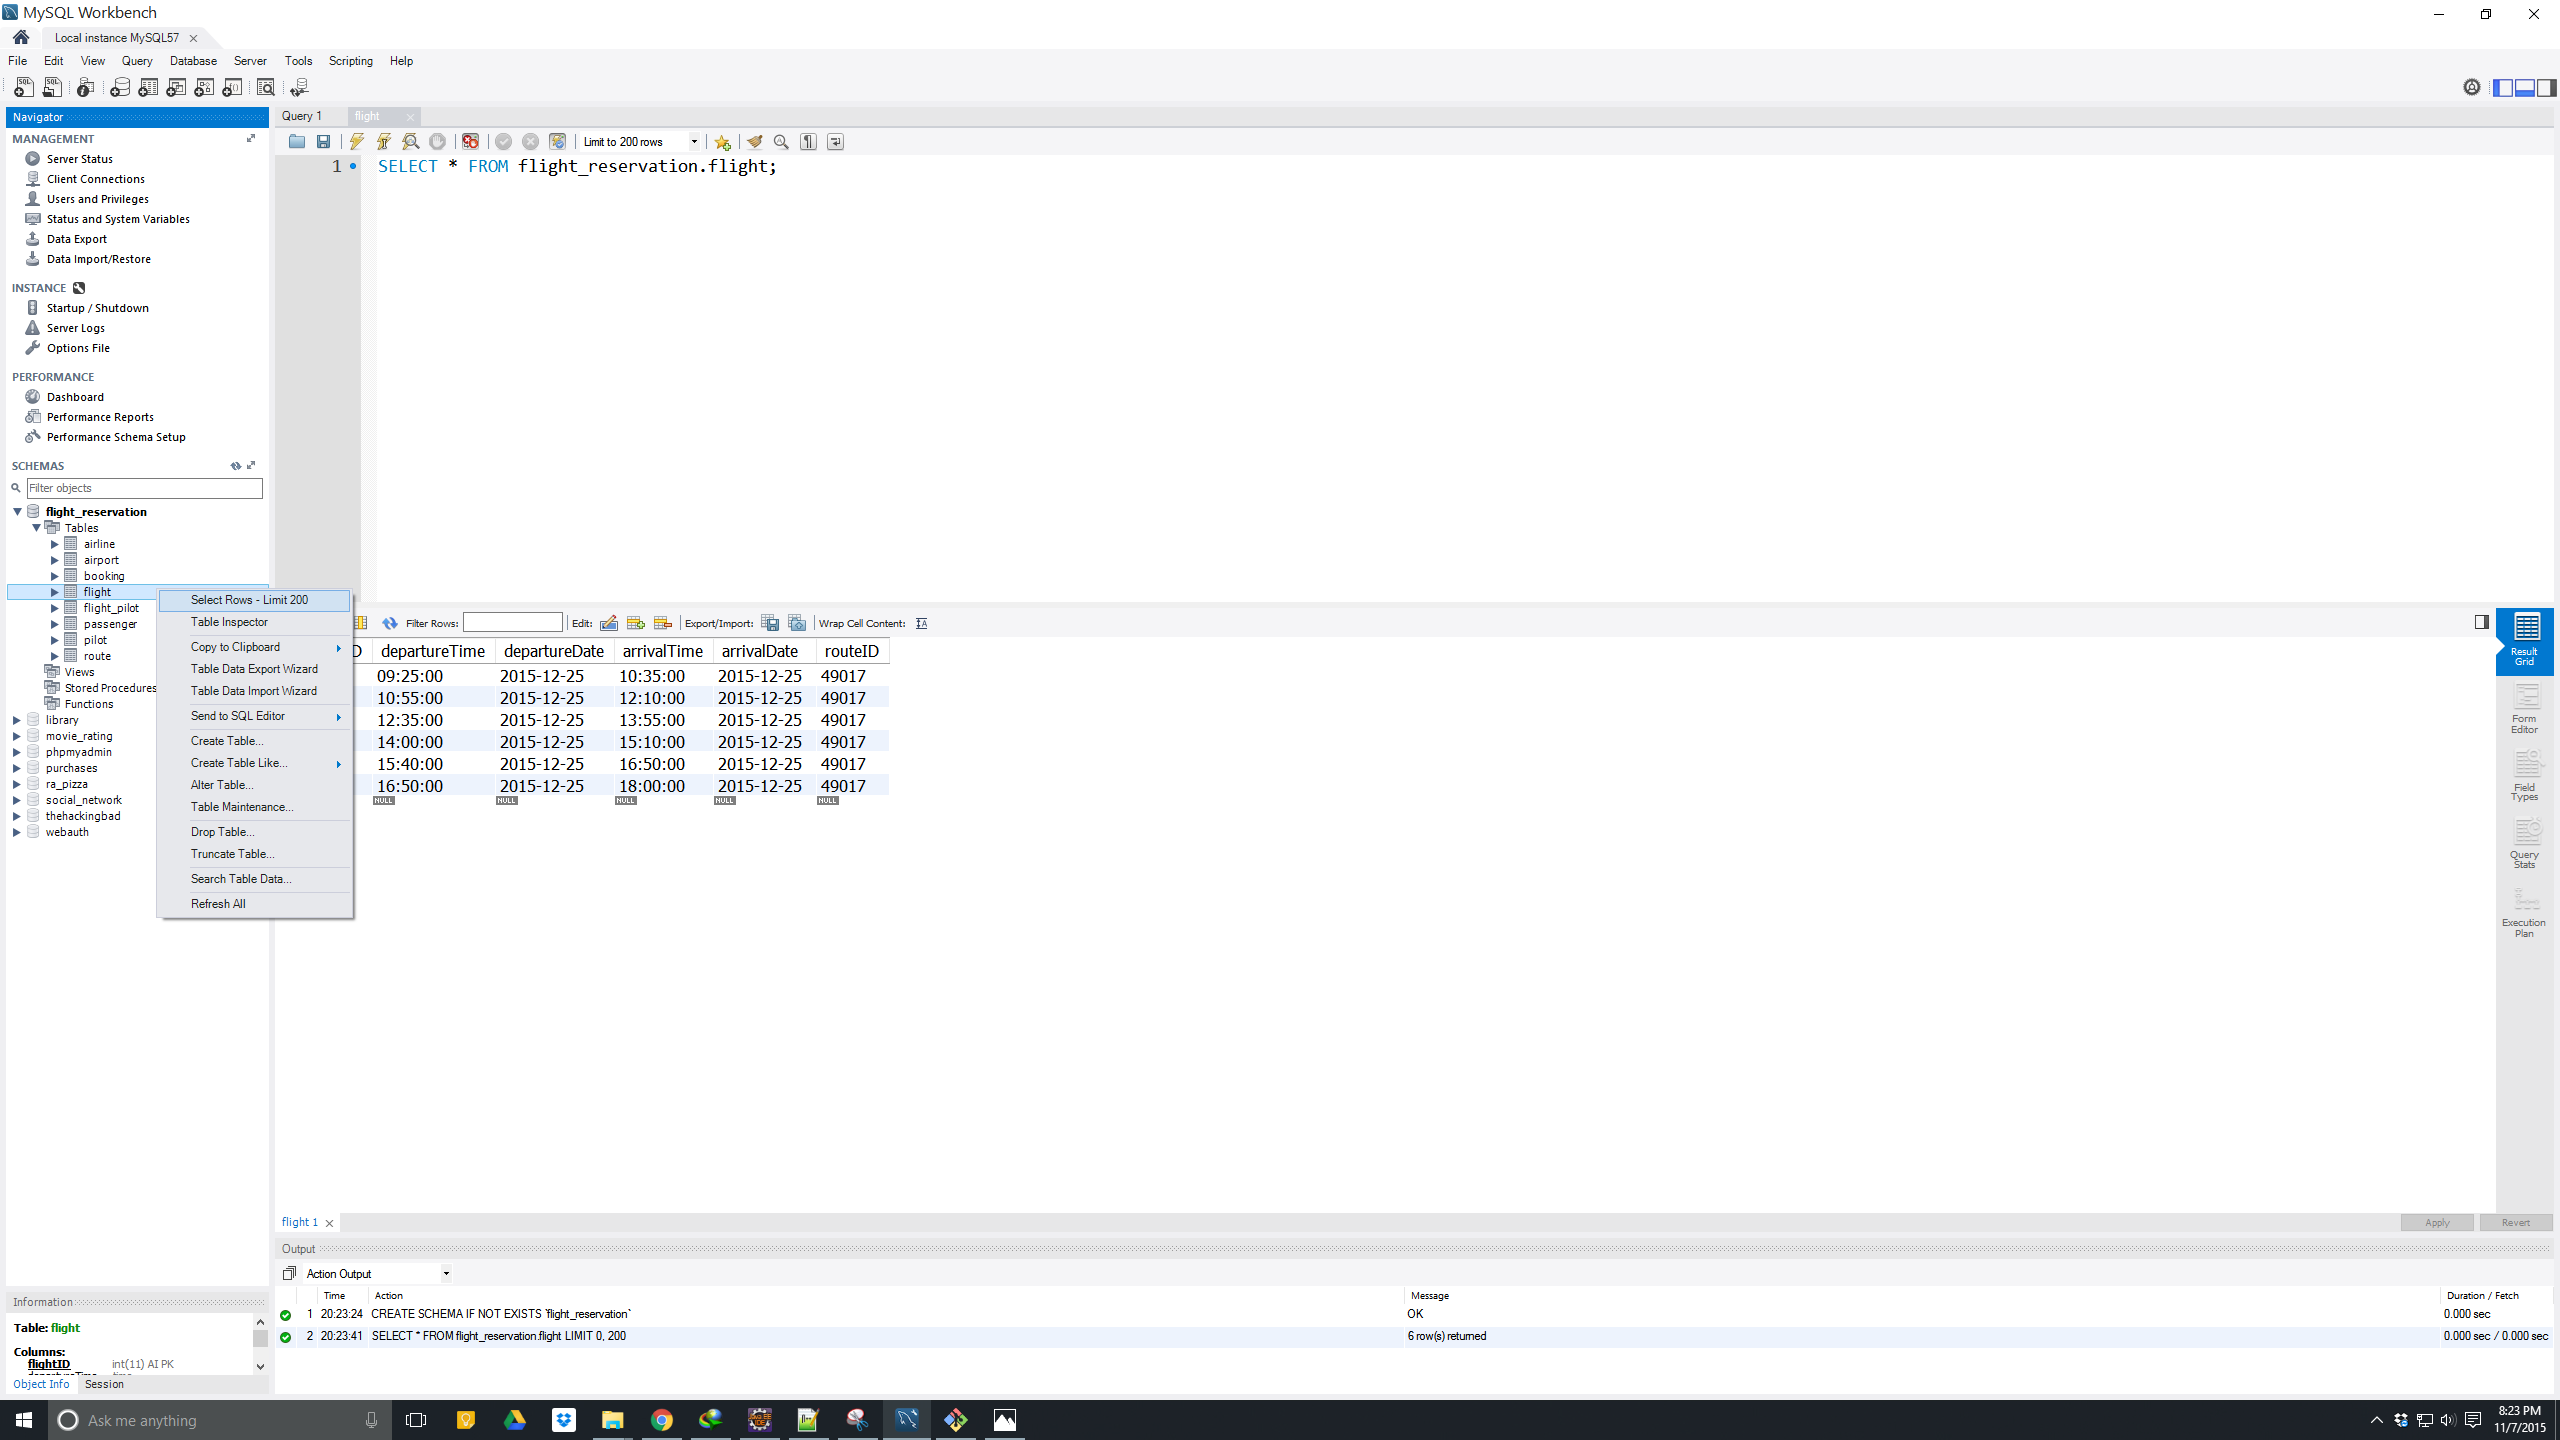 MySQL Workbench
Local instance MySQL57
File Edit View Query Database Server Tools Scripting Help
Navigator
MANAGEMENT
Server Status
Client Connections
Users and Privileges
Status and System Variables
Data Export
Data Import/Restore
INSTANCE
Startup / Shutdown
Server Logs
Options File
PERFORMANCE
Dashboard
Performance Reports
Performance Schema Setup
SCHEMAS
Filter objects
flight_reservation
Tables
airline
airport
booking
flight
flight_pilot
passenger
pilot
route
Views
Stored Procedures
Functions
library
movie_rating
phpmyadmin
purchases
ra_pizza
social_network
thehackingbad
webauth
Select Rows - Limit 200
Table Inspector
Copy to Clipboard
Table Data Export Wizard
Table Data Import Wizard
Send to SQL Editor
Create Table...
Create Table Like...
Alter Table...
Table Maintenance...
Drop Table...
Truncate Table...
Search Table Data...
Refresh All
Query 1 flight
Limit to 200 rows
1 SELECT * FROM flight_reservation.flight;
Filter Rows: Edit: Export/Import: Wrap Cell Content:
D departureTime departureDate arrivalTime arrivalDate routeID
09:25:00 2015-12-25 10:35:00 2015-12-25 49017
10:55:00 2015-12-25 12:10:00 2015-12-25 49017
12:35:00 2015-12-25 13:55:00 2015-12-25 49017
14:00:00 2015-12-25 15:10:00 2015-12-25 49017
15:40:00 2015-12-25 16:50:00 2015-12-25 49017
16:50:00 2015-12-25 18:00:00 2015-12-25 49017
NULL NULL NULL NULL NULL
Result
Grid
Form
Editor
Field
Types
Query
Stats
Execution
Plan
flight 1
Apply Revert
Output
Action Output
Time Action Message Duration / Fetch
1 20:23:24 CREATE SCHEMA IF NOT EXISTS `flight_reservation` OK 0.000 sec
2 20:23:41 SELECT * FROM flight_reservation.flight LIMIT 0, 200 6 row(s) returned 0.000 sec / 0.000 sec
Information
Table: flight
Columns:
flightID int(11) AI PK
Object Info Session
Ask me anything
8:23 PM
11/7/2015